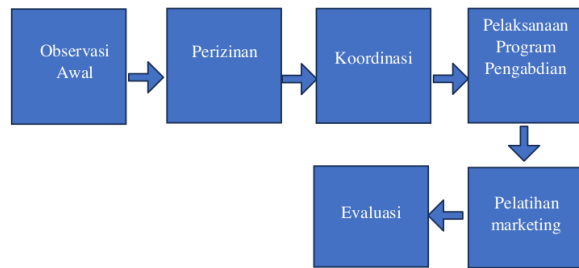 Observasi
Awal
Perizinan
Koordinasi
Pelaksanaan
Program
Pengabdian
Pelatihan
marketing
Evaluasi